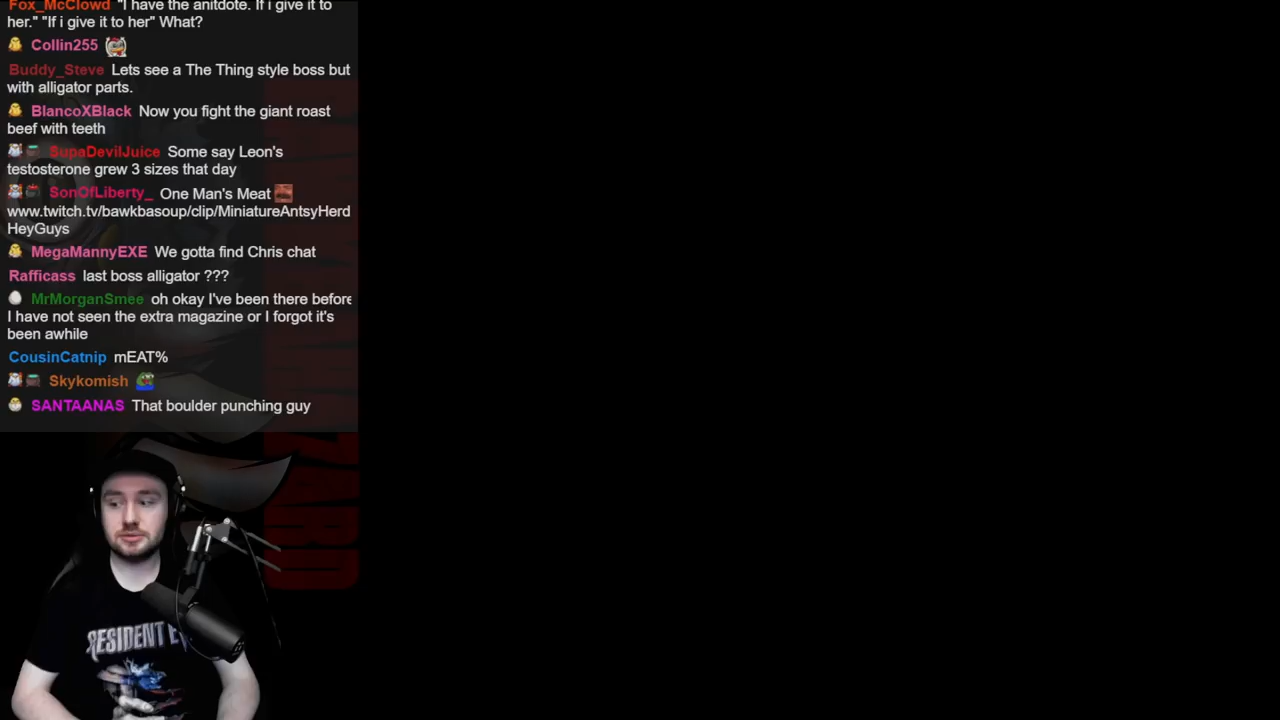 Fox_McClowd "I have the anitdote. If i give it to
her." "If i give it to her" What?
Collin255
Buddy_Steve Lets see a The Thing style boss but
with alligator parts.
BlancoXBlack Now you fight the giant roast
beef with teeth
SupaDevilJuice Some say Leon's
testosterone grew 3 sizes that day
SonOfLiberty_ One Man's Meat
www.twitch.tv/bawkbasoup/clip/MiniatureAntsyHerd
HeyGuys
MegaMannyEXE We gotta find Chris chat
Rafficass last boss alligator ???
MrMorganSmee oh okay I've been there before
I have not seen the extra magazine or I forgot it's
been awhile
CousinCatnip mEAT%
Skykomish
SANTAANAS That boulder punching guy
RESIDENT